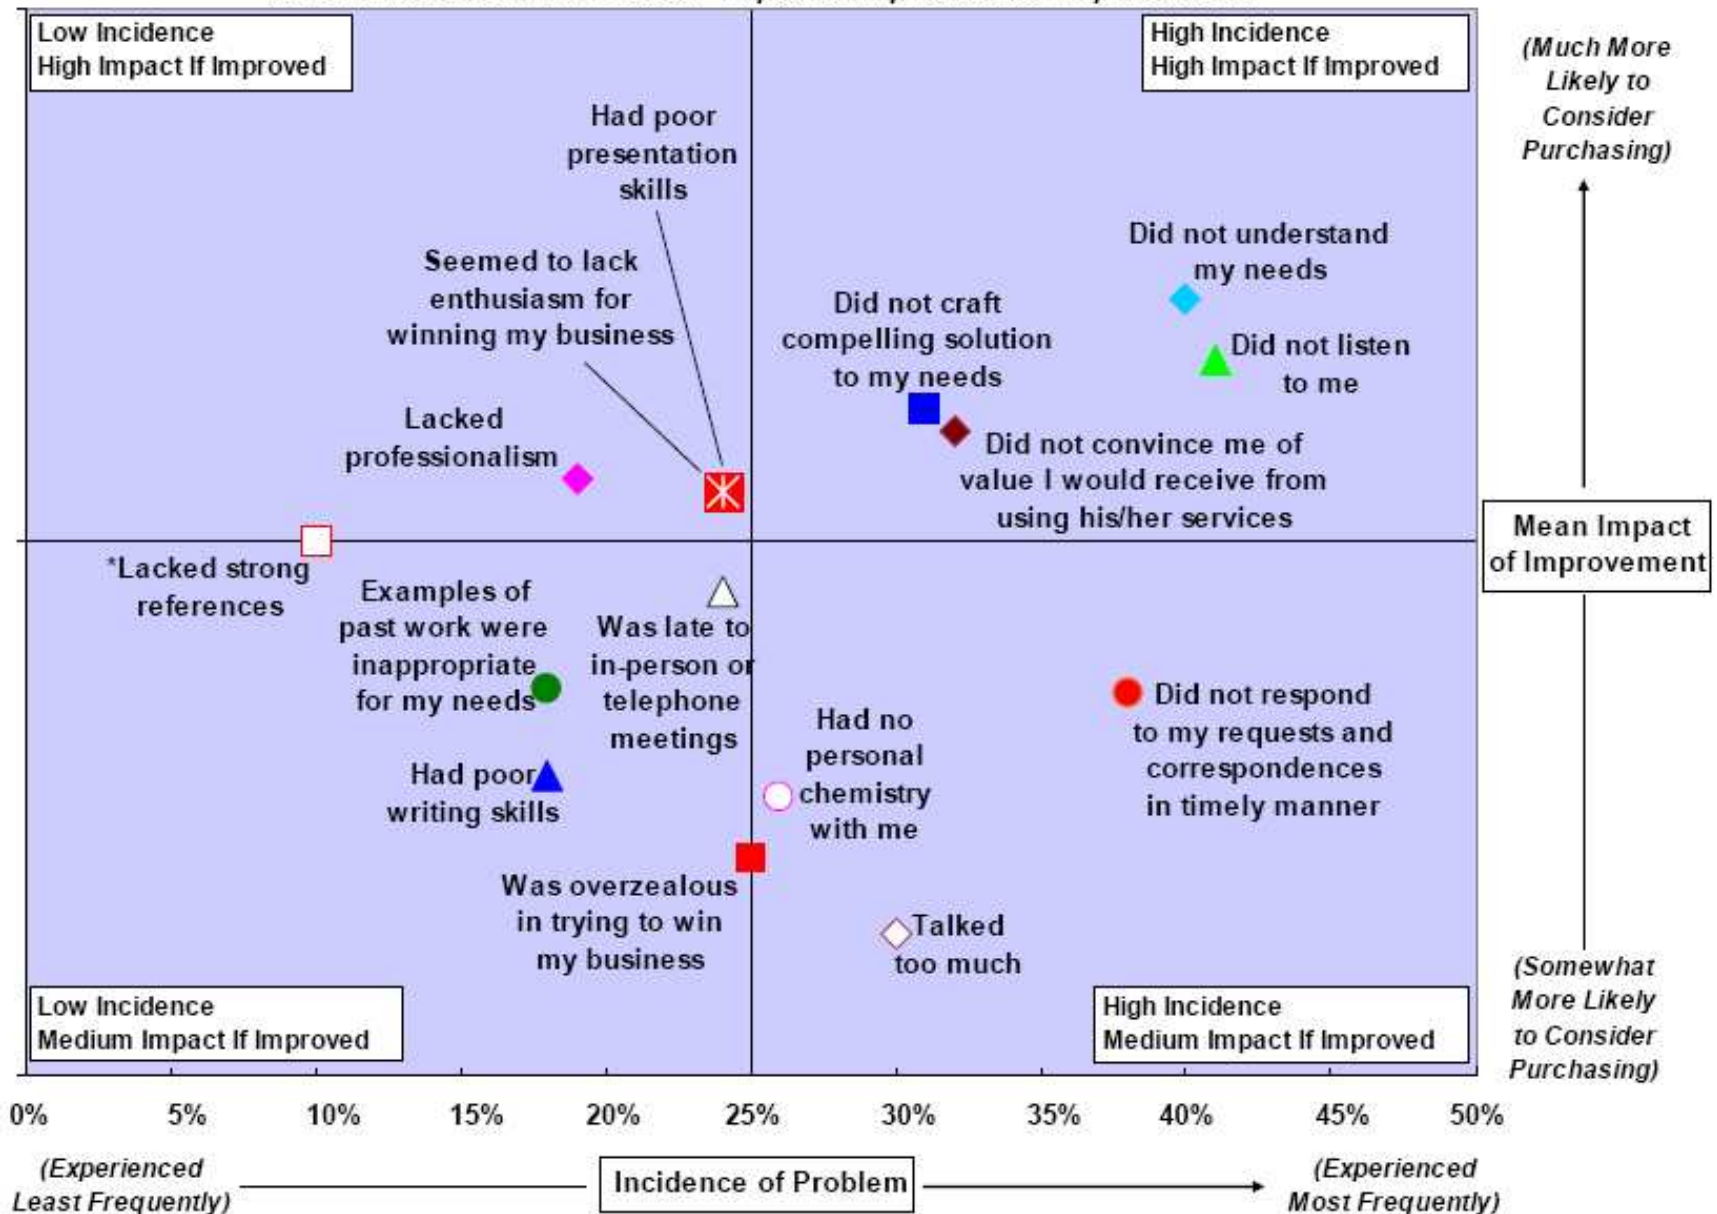 Low Incidence
High Impact If Improved
High Incidence
High Impact If Improved
(Much More
Likely to
Consider
Purchasing)
Had poor
presentation
skills
Seemed to lack
enthusiasm for
winning my business
Did not understand
my needs
Did not craft
compelling solution
to my needs
Did not listen
to me
Lacked
professionalism
Did not convince me of
value I would receive from
using his/her services
Mean Impact
of Improvement
*Lacked strong
references
Examples of
past work were
inappropriate
for my needs
Was late to
in-person or
telephone
meetings
Had no
personal
chemistry
with me
Did not respond
to my requests and
correspondences
in timely manner
Had poor
writing skills
Was overzealous
in trying to win
my business
Talked
too much
Low Incidence
Medium Impact If Improved
High Incidence
Medium Impact If Improved
(Somewhat
More Likely
to Consider
Purchasing)
0% 5% 10% 15% 20% 25% 30% 35% 40% 45% 50%
(Experienced
Least Frequently)
Incidence of Problem
(Experienced
Most Frequently)